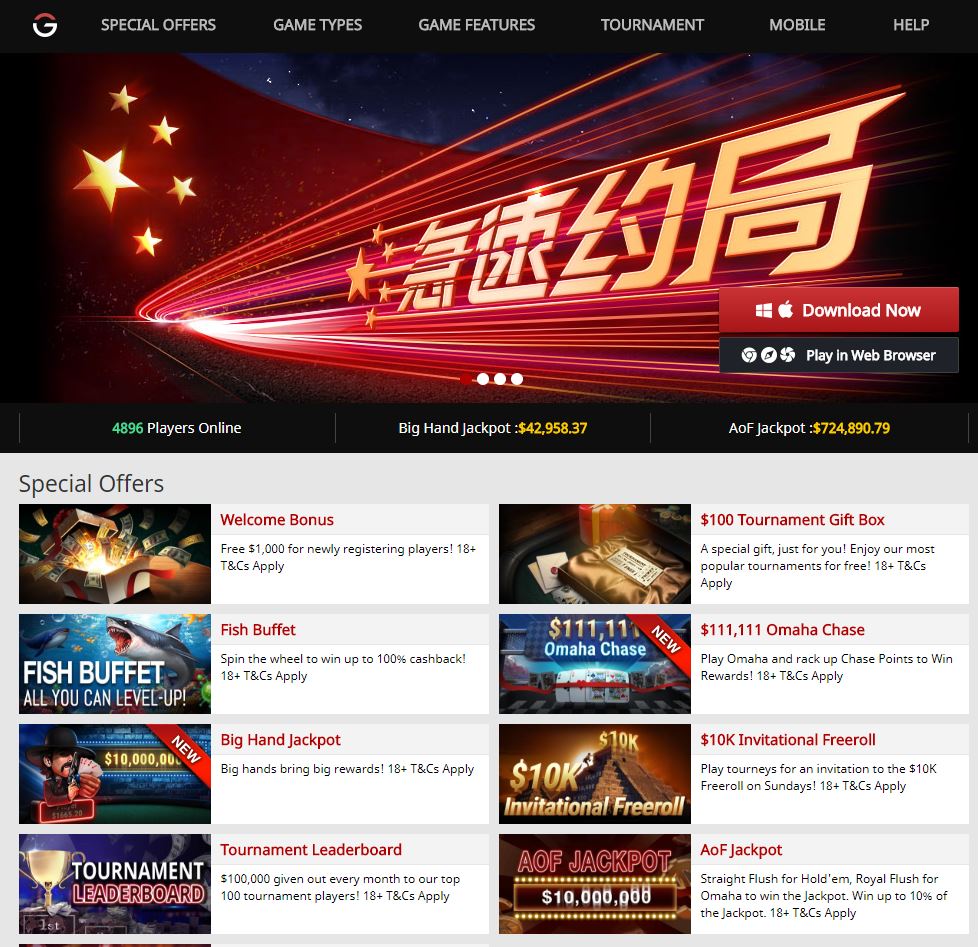 SPECIAL OFFERS GAME TYPES GAME FEATURES TOURNAMENT MOBILE HELP
急速约局
Download Now
Play in Web Browser
4896 Players Online Big Hand Jackpot :$42,958.37 AoF Jackpot :$724,890.79
Special Offers
Welcome Bonus
Free $1,000 for newly registering players! 18+
T&Cs Apply
$100 Tournament Gift Box
A special gift, just for you! Enjoy our most
popular tournaments for free! 18+ T&Cs
Apply
FISH BUFFET
ALL YOU CAN LEVEL-UP!
Fish Buffet
Spin the wheel to win up to 100% cashback!
18+ T&Cs Apply
$111,111
Omaha Chase
NEW
$111,111 Omaha Chase
Play Omaha and rack up Chase Points to Win
Rewards! 18+ T&Cs Apply
NEW
Big Hand Jackpot
Big hands bring big rewards! 18+ T&Cs Apply
$10K
$10K
Invitational Freeroll
$10K Invitational Freeroll
Play tourneys for an invitation to the $10K
Freeroll on Sundays! 18+ T&Cs Apply
TOURNAMENT
LEADERBOARD
1st
Tournament Leaderboard
$100,000 given out every month to our top
100 tournament players! 18+ T&Cs Apply
AOF JACKPOT
$10,000,000
AoF Jackpot
Straight Flush for Hold'em, Royal Flush for
Omaha to win the Jackpot. Win up to 10% of
the Jackpot. 18+ T&Cs Apply